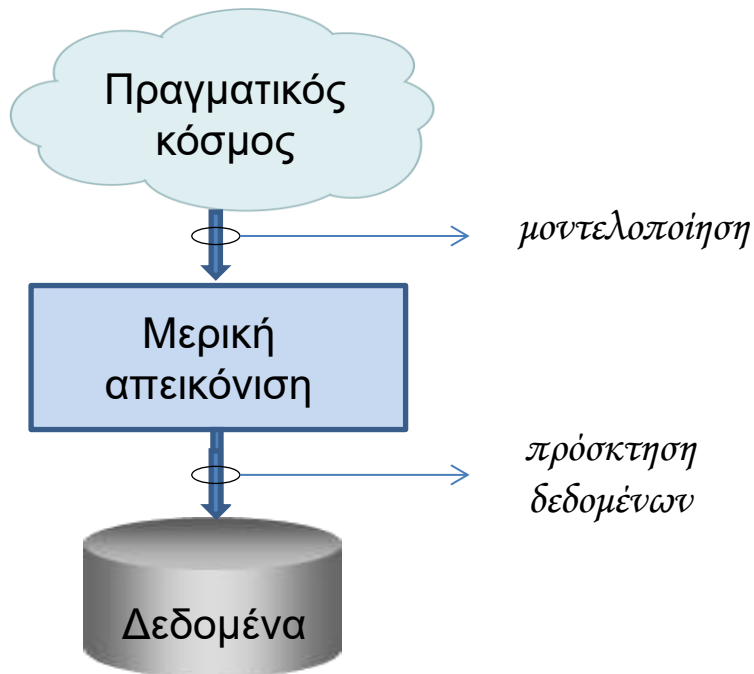 Πραγματικός
κόσμος
μοντελοποίηση
Μερική
απεικόνιση
πρόσκτηση
δεδομένων
Δεδομένα